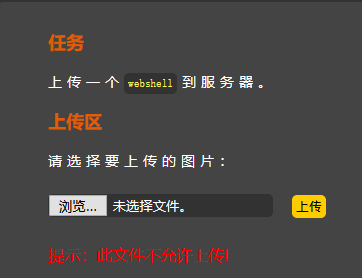 任务
上传一个 webshell 到服务器。
上传区
请选择要上传的图片：
浏览... 未选择文件。 上传
提示：此文件不允许上传!